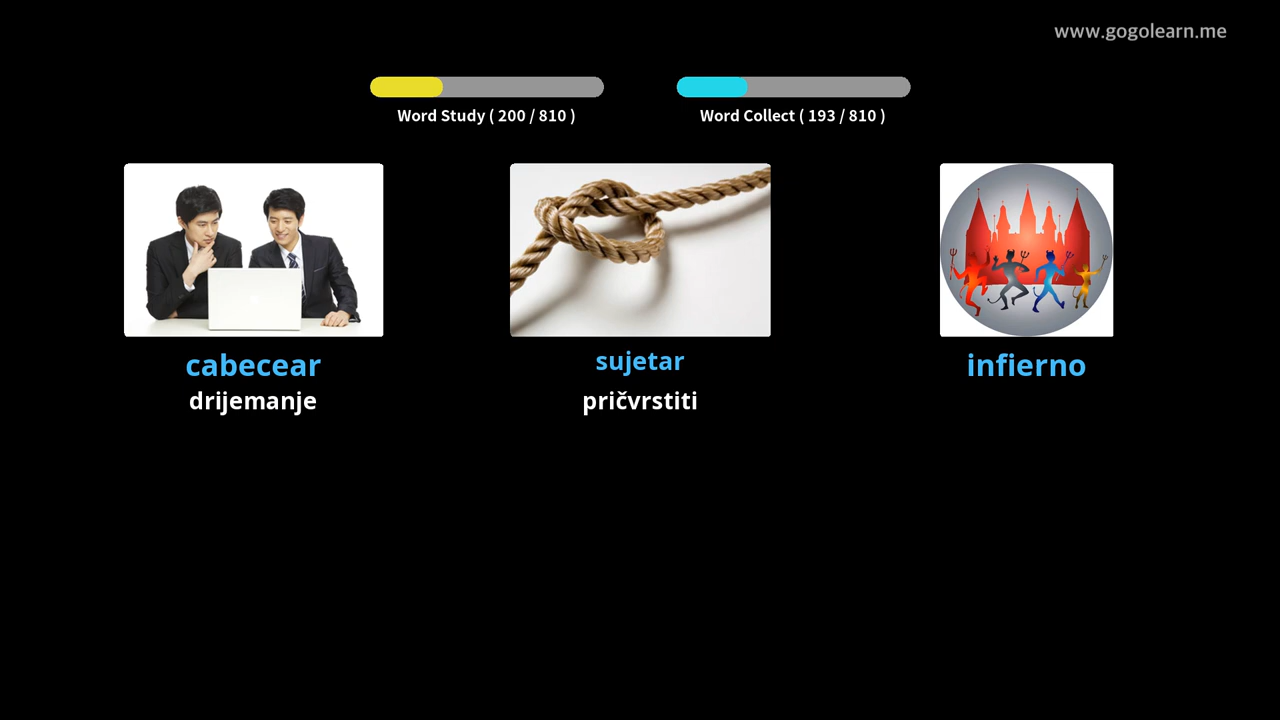 www.gogolearn.me
Word Study ( 200 / 810 )
Word Collect ( 193 / 810 )
cabecear
drijemanje
sujetar
pričvrstiti
infierno